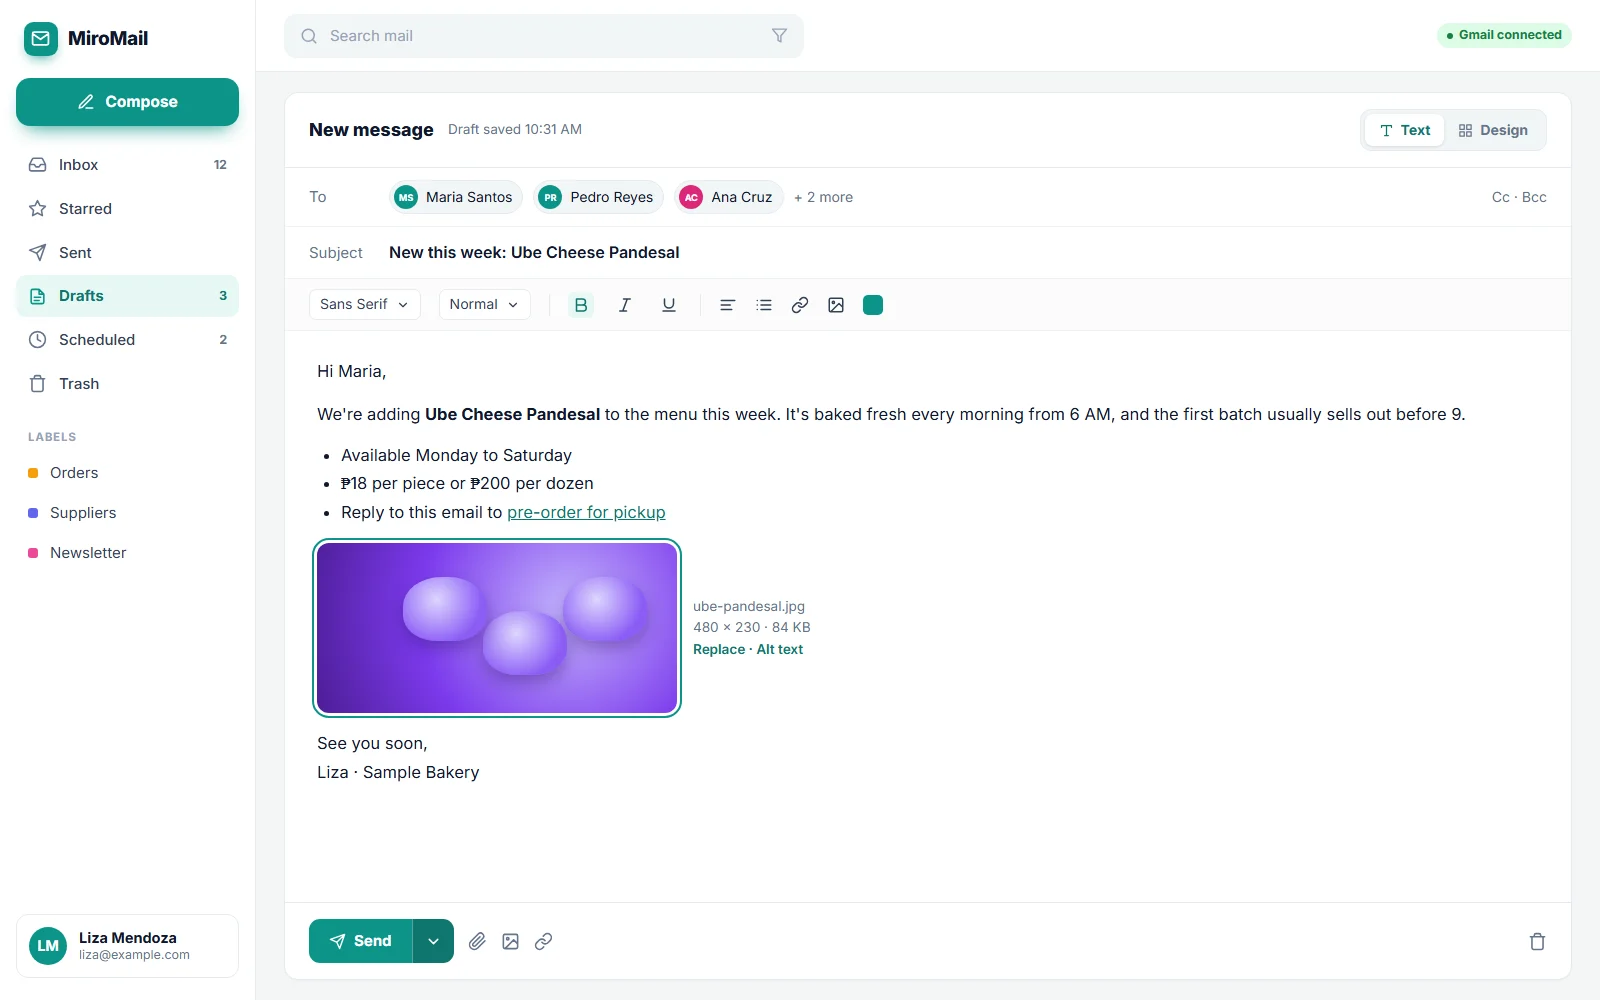 MiroMail
Search mail
Gmail connected
Compose
Inbox 12
Starred
Sent
Drafts 3
Scheduled 2
Trash
LABELS
Orders
Suppliers
Newsletter
LM
Liza Mendoza
liza@example.com
New message Draft saved 10:31 AM
Text Design
To MS Maria Santos PR Pedro Reyes AC Ana Cruz + 2 more Cc · Bcc
Subject New this week: Ube Cheese Pandesal
Sans Serif Normal B I U
Hi Maria,
We're adding Ube Cheese Pandesal to the menu this week. It's baked fresh every morning from 6 AM, and the first batch usually sells out before 9.
• Available Monday to Saturday
• ₱18 per piece or ₱200 per dozen
• Reply to this email to pre-order for pickup
ube-pandesal.jpg
480 × 230 · 84 KB
Replace · Alt text
See you soon,
Liza · Sample Bakery
Send